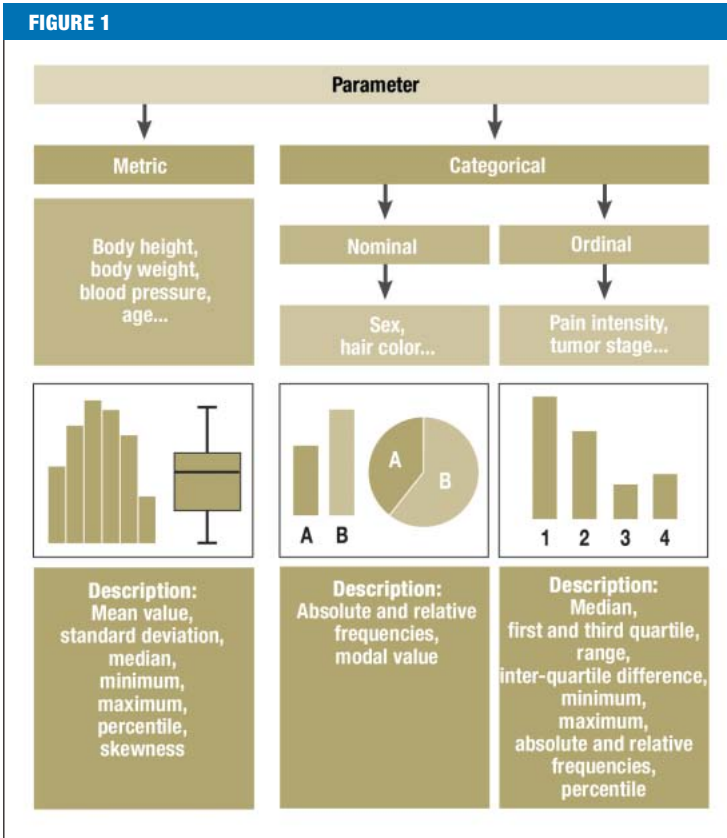 FIGURE 1
Parameter
Metric
Categorical
Body height,
body weight,
blood pressure,
age...
Nominal
Ordinal
Sex,
hair color...
Pain intensity,
tumor stage...
A
B
A B
1 2 3 4
Description:
Mean value,
standard deviation,
median,
minimum,
maximum,
percentile,
skewness
Description:
Absolute and relative
frequencies,
modal value
Description:
Median,
first and third quartile,
range,
inter-quartile difference,
minimum,
maximum,
absolute and relative
frequencies,
percentile